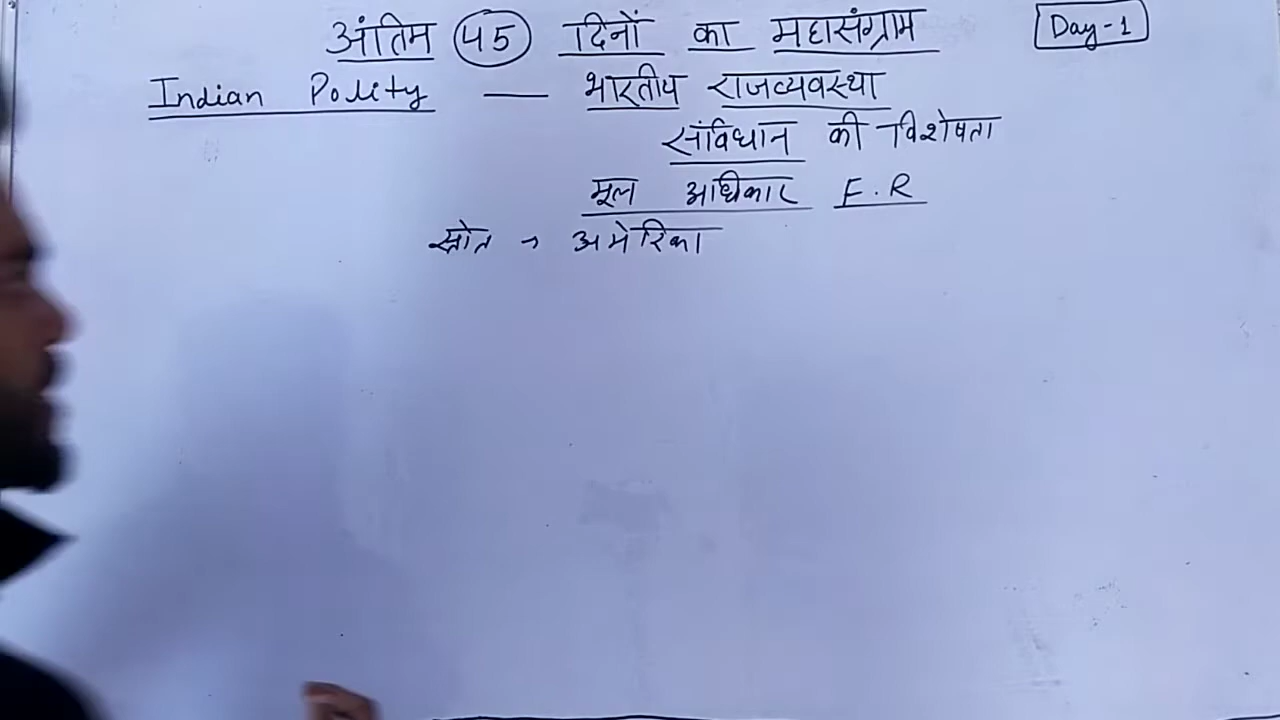 अंतिम 45 दिनों का महासंग्राम Day-1
Indian Polity — भारतीय राजव्यवस्था
संविधान की विशेषता
मूल अधिकार F.R
स्रोत → अमेरिका